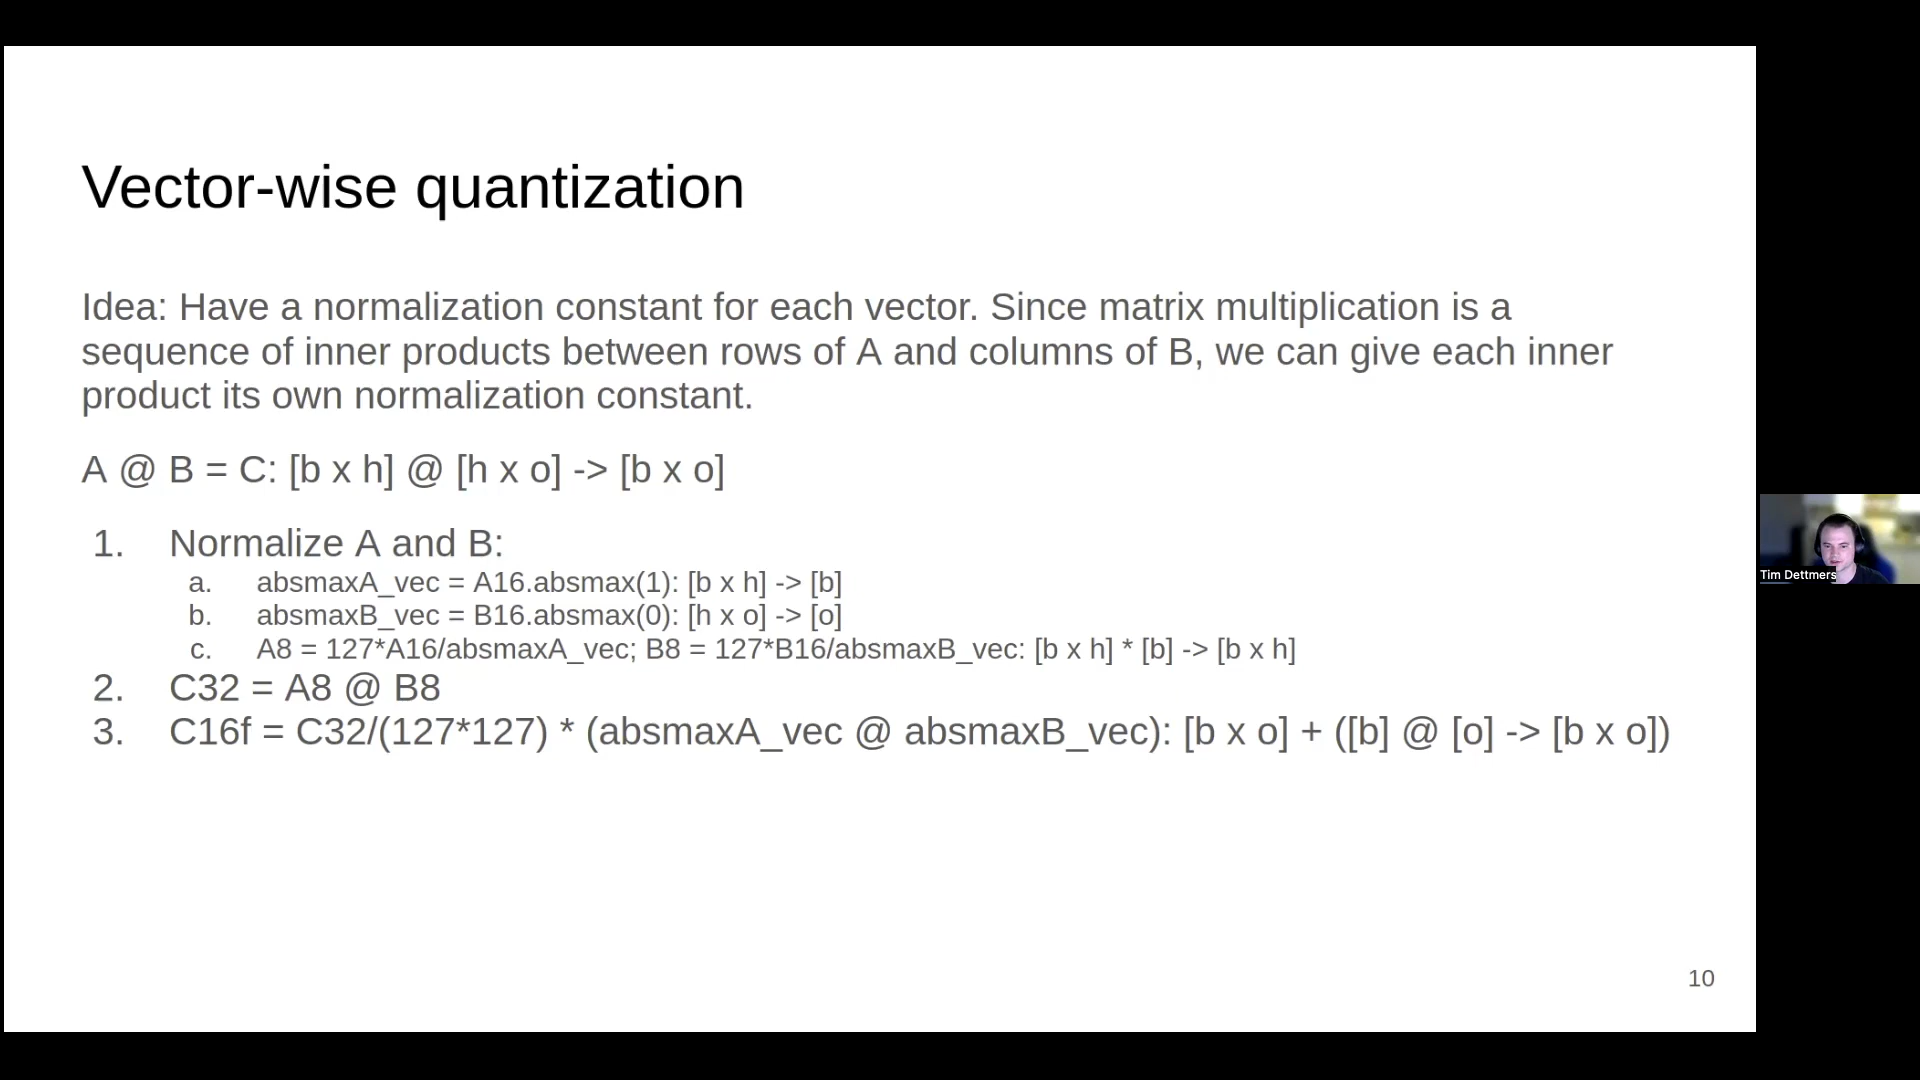 Vector-wise quantization
Idea: Have a normalization constant for each vector. Since matrix multiplication is a
sequence of inner products between rows of A and columns of B, we can give each inner
product its own normalization constant.
A @ B = C: [b x h] @ [h x o] -> [b x o]
1. Normalize A and B:
a. absmaxA_vec = A16.absmax(1): [b x h] -> [b]
b. absmaxB_vec = B16.absmax(0): [h x o] -> [o]
c. A8 = 127*A16/absmaxA_vec; B8 = 127*B16/absmaxB_vec: [b x h] * [b] -> [b x h]
2. C32 = A8 @ B8
3. C16f = C32/(127*127) * (absmaxA_vec @ absmaxB_vec): [b x o] + ([b] @ [o] -> [b x o])
Tim Dettmers
10